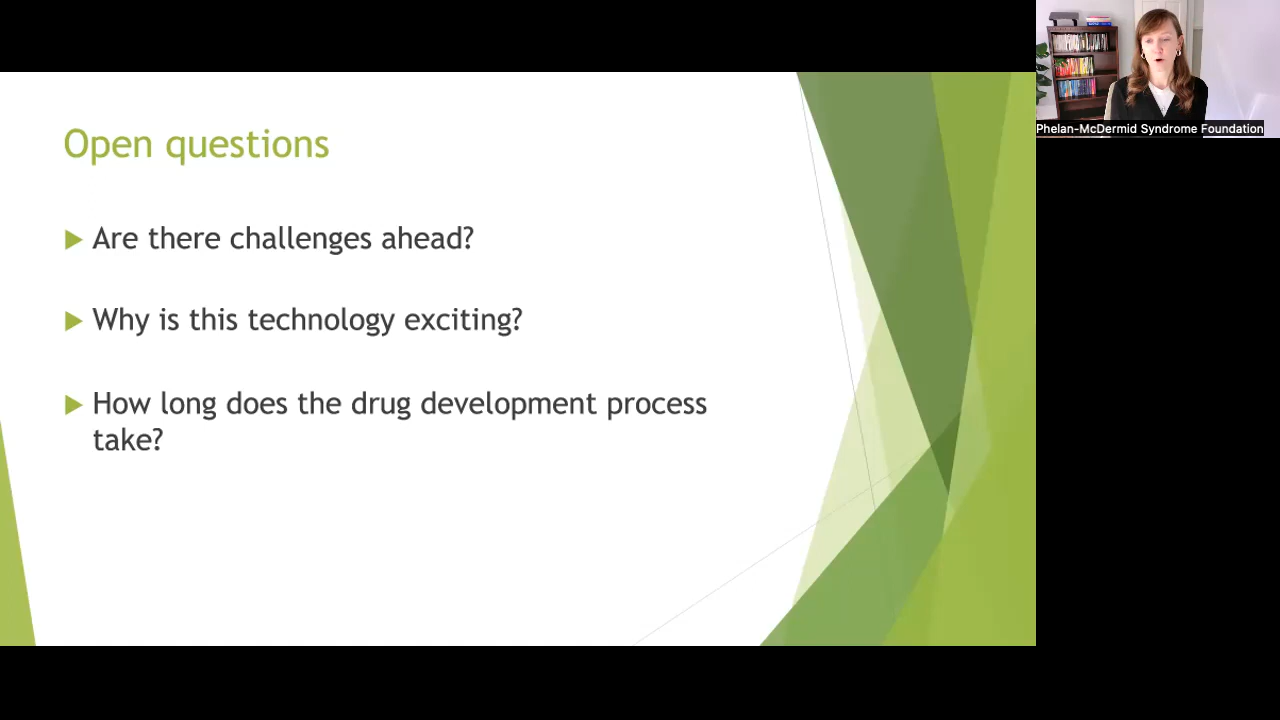 Open questions
Are there challenges ahead?
Why is this technology exciting?
How long does the drug development process
take?
Phelan-McDermid Syndrome Foundation